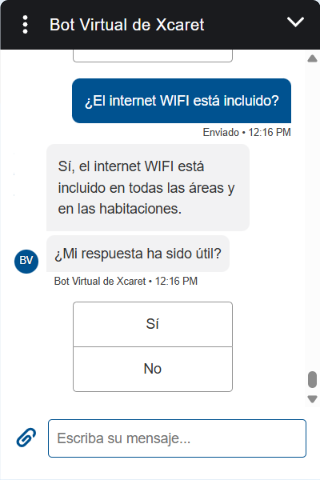 Bot Virtual de Xcaret
¿El internet WIFI está incluido?
Enviado • 12:16 PM
Sí, el internet WIFI está
incluido en todas las áreas y
en las habitaciones.
¿Mi respuesta ha sido útil?
BV
Bot Virtual de Xcaret • 12:16 PM
Sí
No
Escriba su mensaje...